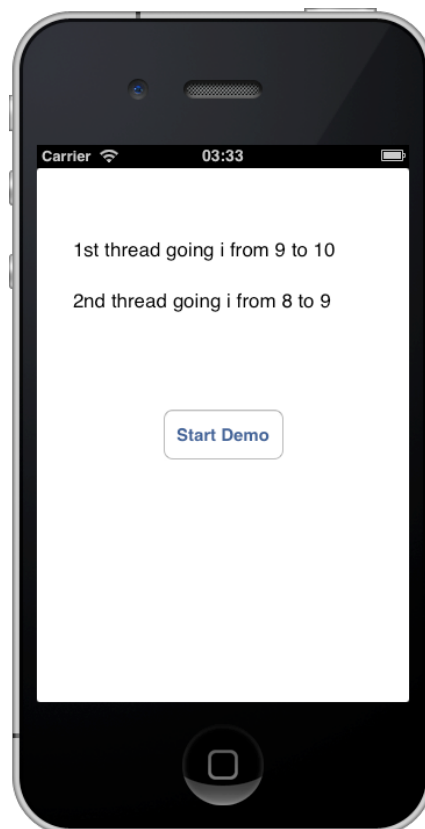 Carrier 03:33
1st thread going i from 9 to 10
2nd thread going i from 8 to 9
Start Demo